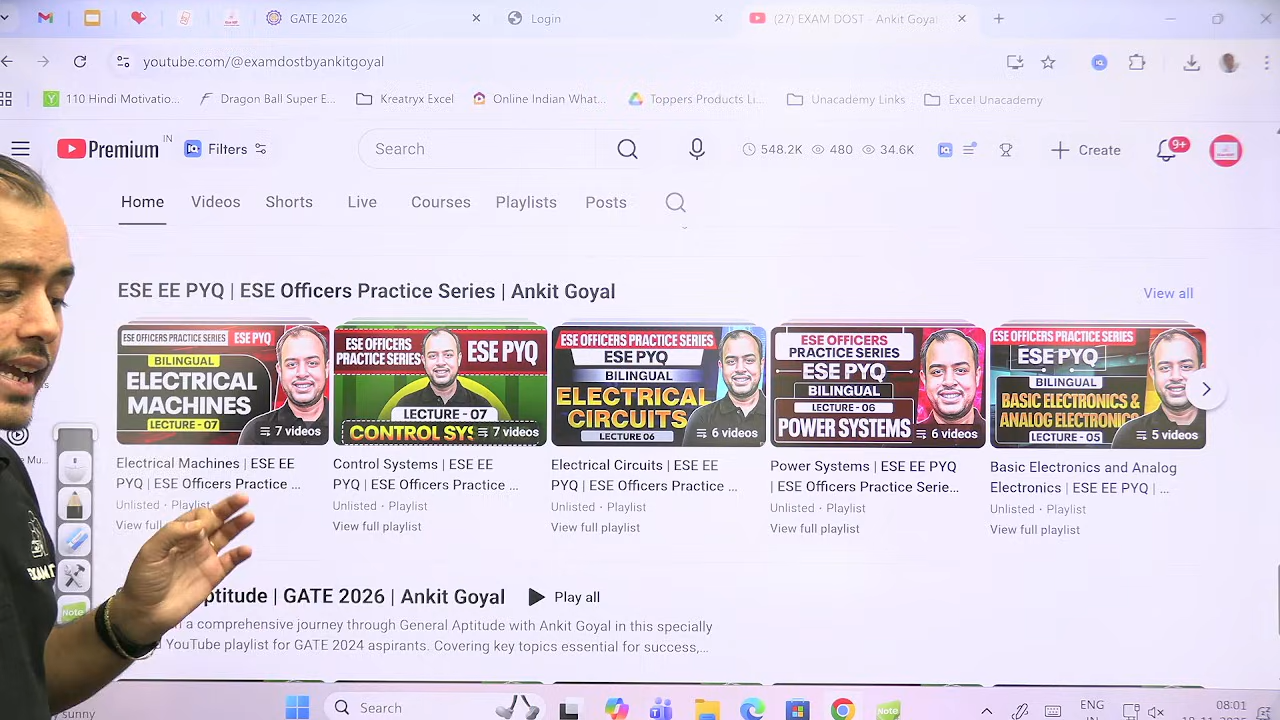 GATE 2026
Login
(27) EXAM DOST - Ankit Goyal
youtube.com/@examdostbyankitgoyal
110 Hindi Motivatio...
Dragon Ball Super E...
Kreatryx Excel
Online Indian What...
Toppers Products Li...
Unacademy Links
Excel Unacademy
Premium IN
Filters
Search
548.2K 480 34.6K
Create
9+
Home Videos Shorts Live Courses Playlists Posts
ESE EE PYQ | ESE Officers Practice Series | Ankit Goyal
View all
ESE OFFICERS PRACTICE SERIES ESE PYQ
BILINGUAL
ELECTRICAL
MACHINES
LECTURE - 07
7 videos
ESE OFFICERS
PRACTICE SERIES
ESE PYQ
LECTURE - 07
CONTROL SYS
7 videos
ESE OFFICERS PRACTICE SERIES
ESE PYQ
BILINGUAL
ELECTRICAL
CIRCUITS
LECTURE 06
6 videos
ESE OFFICERS
PRACTICE SERIES
ESE PYQ
BILINGUAL
LECTURE - 06
POWER SYSTEMS
6 videos
ESE OFFICERS PRACTICE SERIES
ESE PYQ
BILINGUAL
BASIC ELECTRONICS &
ANALOG ELECTRONICS
LECTURE - 05
5 videos
Electrical Machines | ESE EE
PYQ | ESE Officers Practice ...
Unlisted · Playlist
View full
Control Systems | ESE EE
PYQ | ESE Officers Practice ...
Unlisted · Playlist
View full playlist
Electrical Circuits | ESE EE
PYQ | ESE Officers Practice ...
Unlisted · Playlist
View full playlist
Power Systems | ESE EE PYQ
| ESE Officers Practice Serie...
Unlisted · Playlist
View full playlist
Basic Electronics and Analog
Electronics | ESE EE PYQ | ...
Unlisted · Playlist
View full playlist
ptitude | GATE 2026 | Ankit Goyal
Play all
a comprehensive journey through General Aptitude with Ankit Goyal in this specially
YouTube playlist for GATE 2024 aspirants. Covering key topics essential for success,...
Note
EXAM
sunny
Search
Note
ENG
IN
08:01